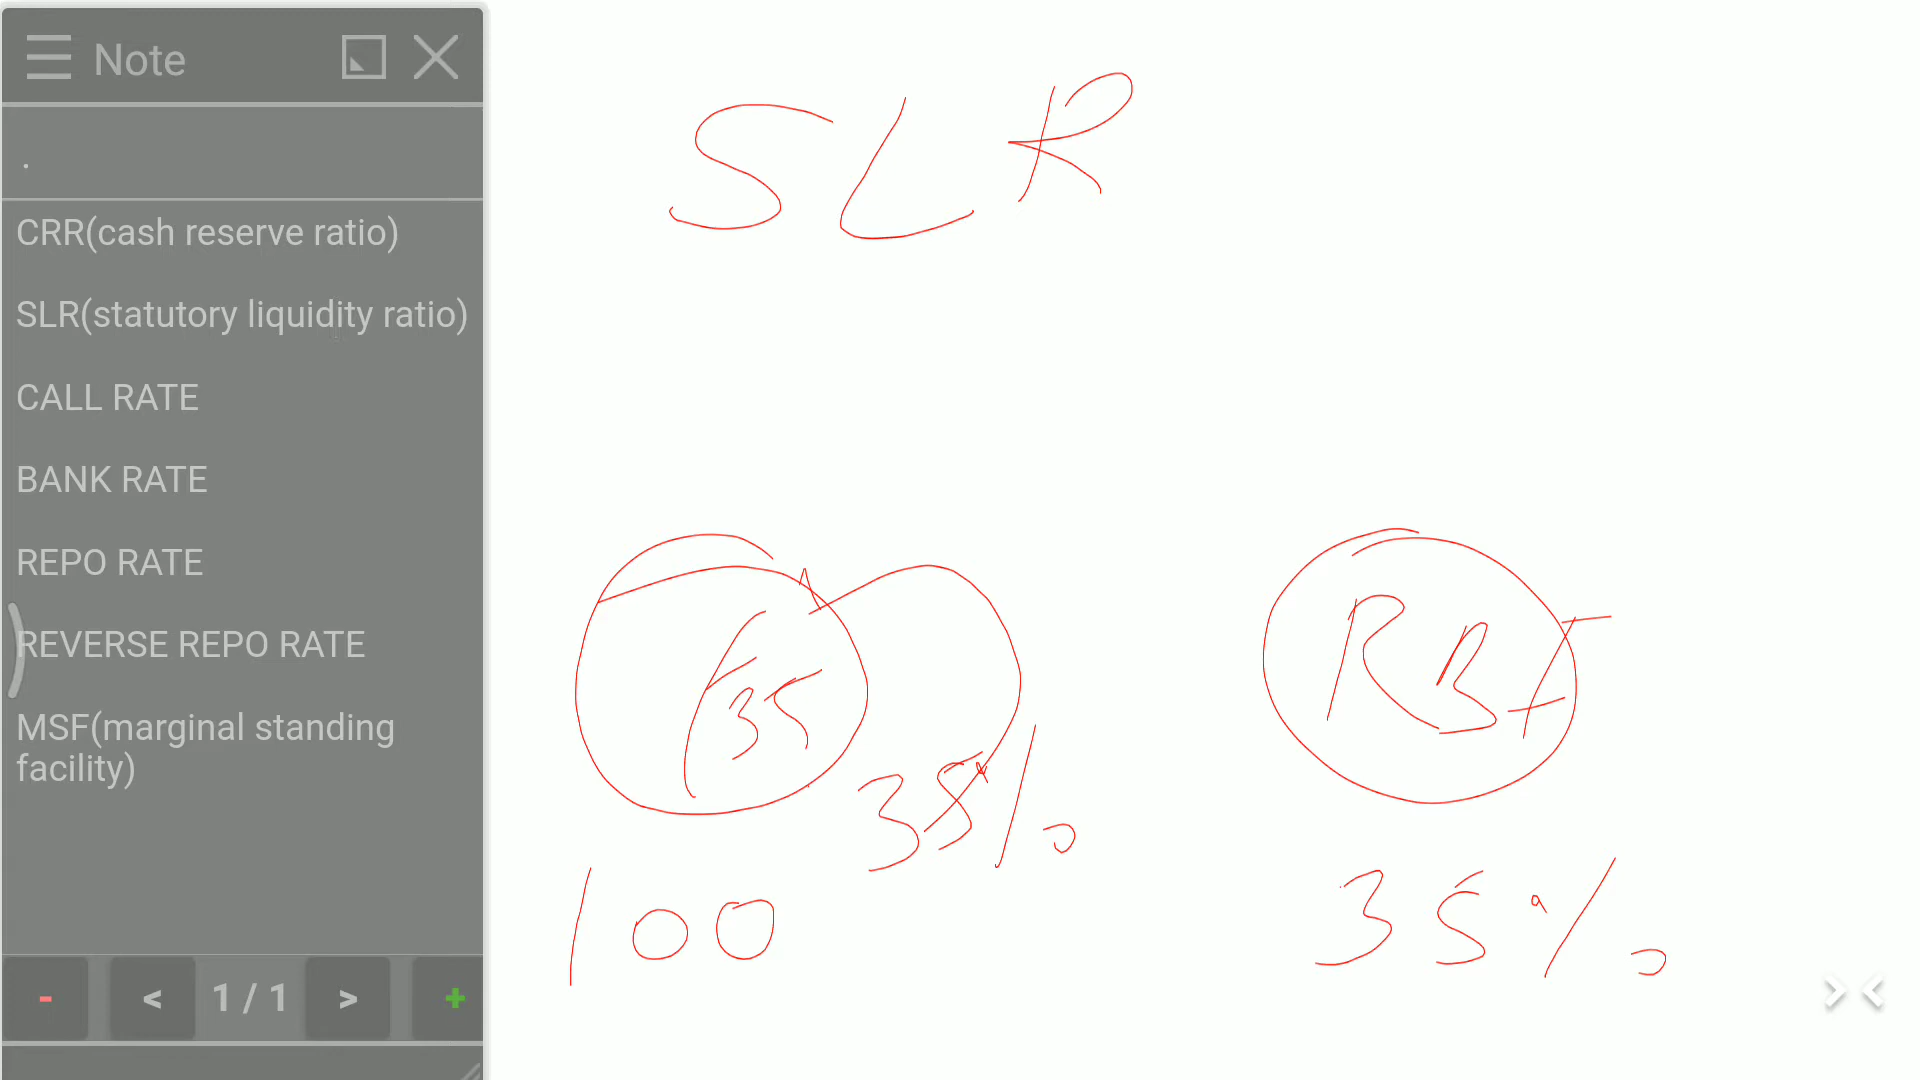 Note
.
CRR(cash reserve ratio)
SLR(statutory liquidity ratio)
CALL RATE
BANK RATE
REPO RATE
REVERSE REPO RATE
MSF(marginal standing
facility)
- < 1 / 1 > +
SLR
35
35%
100
RBI
35%
> <